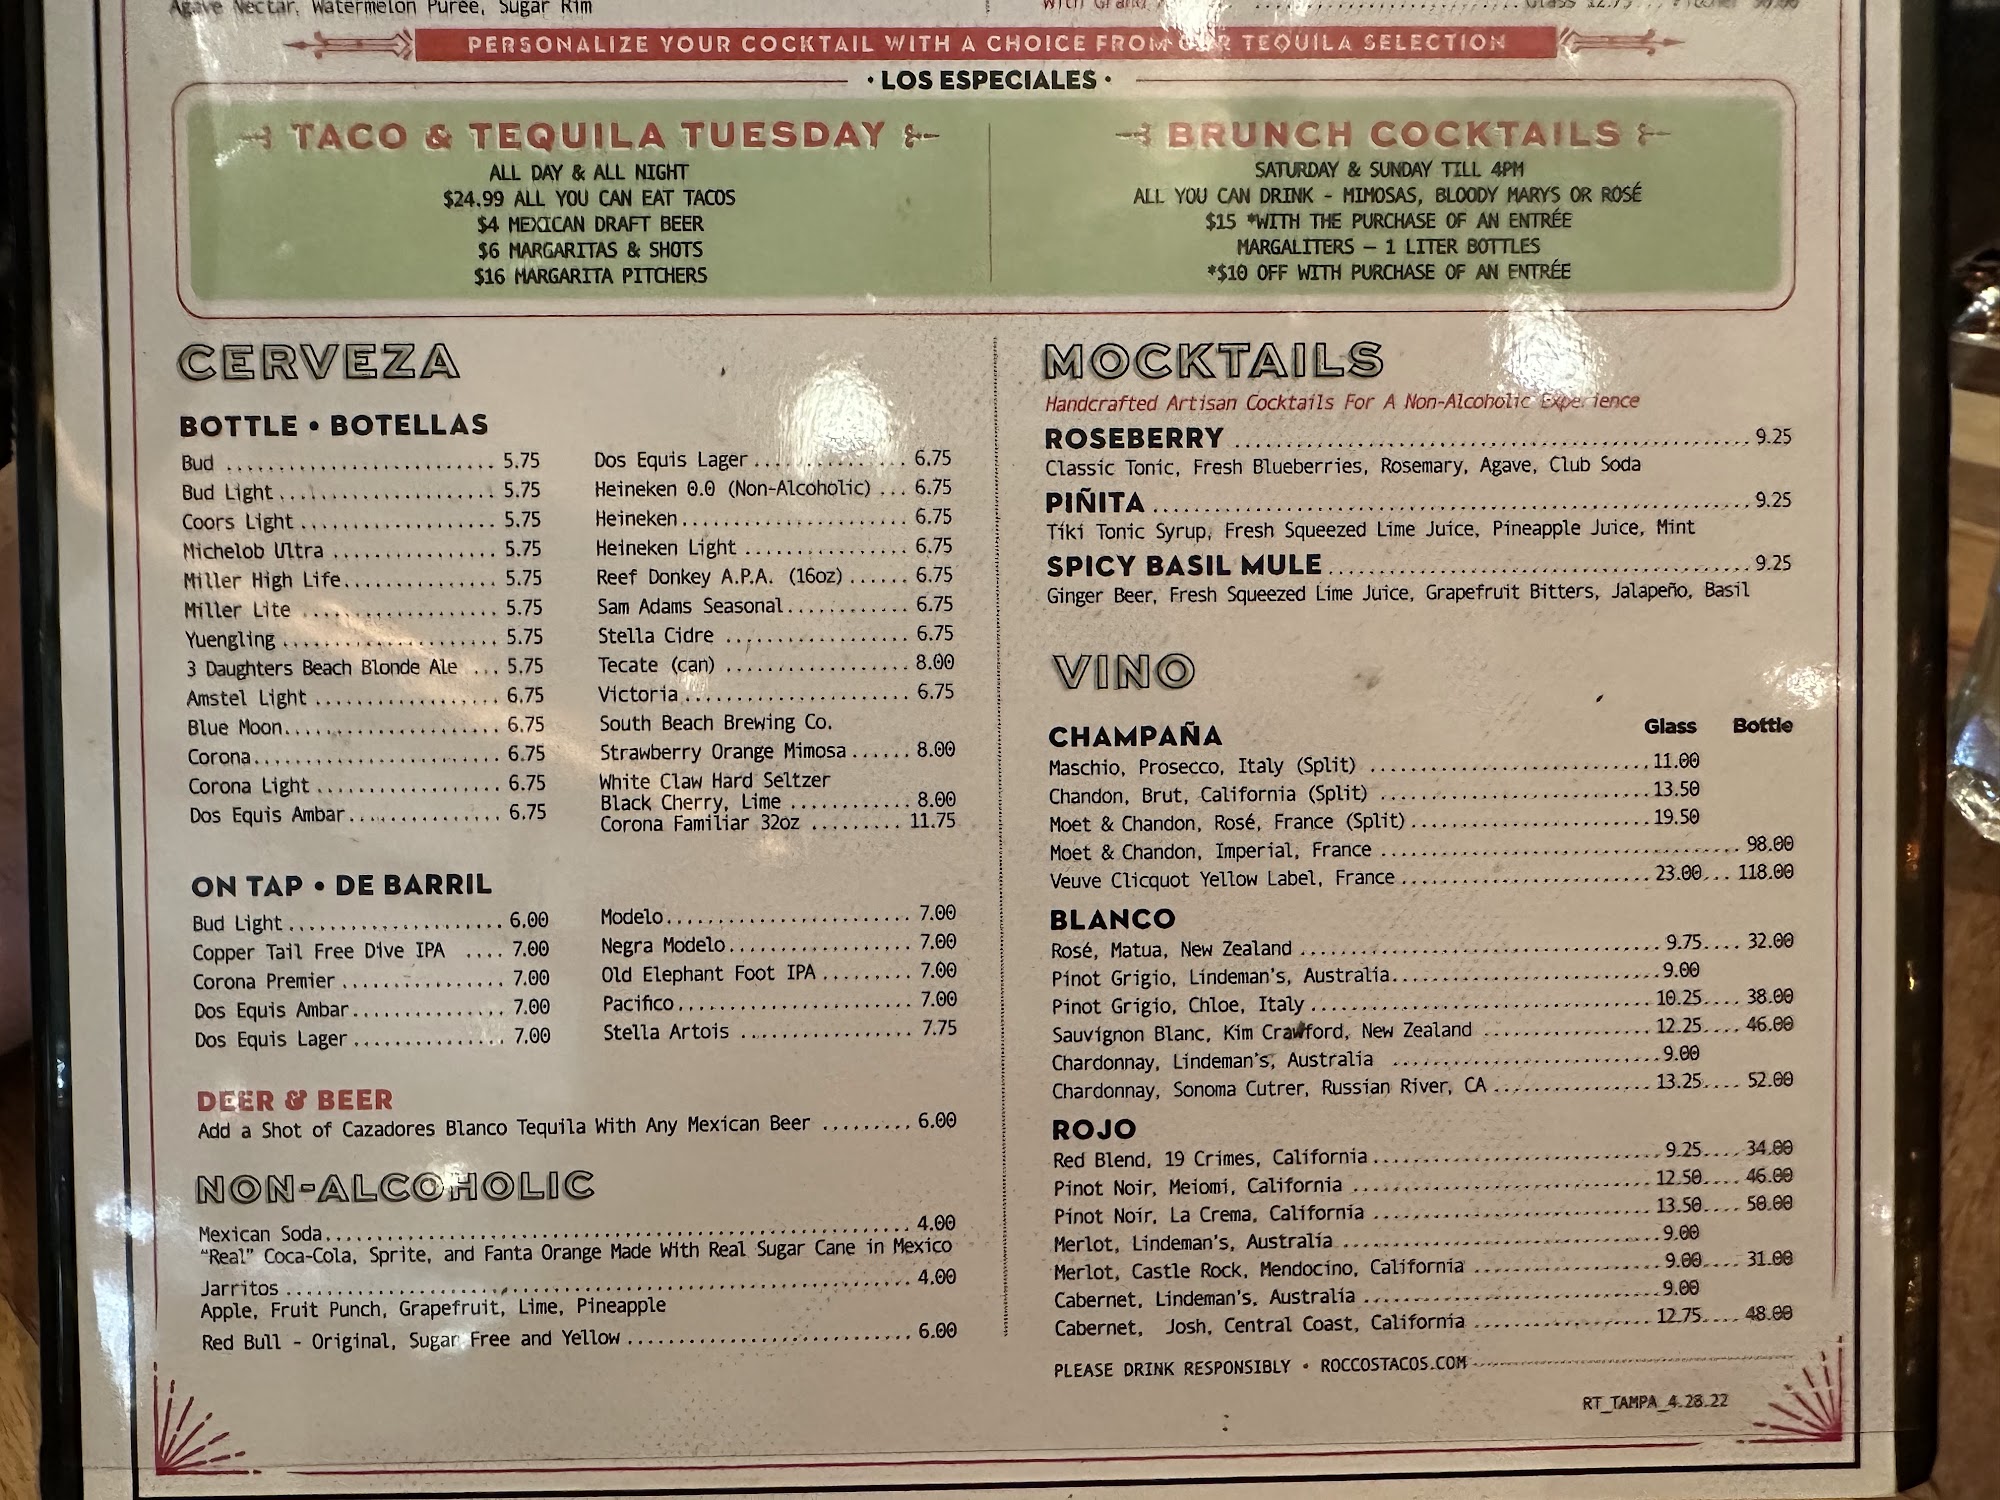 Agave Nectar, Watermelon Puree, Sugar Rim
With Grand Glass 12.75 Pitcher
PERSONALIZE YOUR COCKTAIL WITH A CHOICE FROM OUR TEQUILA SELECTION
• LOS ESPECIALES •
TACO & TEQUILA TUESDAY
ALL DAY & ALL NIGHT
$24.99 ALL YOU CAN EAT TACOS
$4 MEXICAN DRAFT BEER
$6 MARGARITAS & SHOTS
$16 MARGARITA PITCHERS
BRUNCH COCKTAILS
SATURDAY & SUNDAY TILL 4PM
ALL YOU CAN DRINK - MIMOSAS, BLOODY MARYS OR ROSÉ
$15 *WITH THE PURCHASE OF AN ENTRÉE
MARGALITERS – 1 LITER BOTTLES
*$10 OFF WITH PURCHASE OF AN ENTRÉE
CERVEZA
BOTTLE • BOTELLAS
Bud ........................ 5.75
Bud Light ................... 5.75
Coors Light ................. 5.75
Michelob Ultra .............. 5.75
Miller High Life............. 5.75
Miller Lite ................. 5.75
Yuengling ................... 5.75
3 Daughters Beach Blonde Ale ... 5.75
Amstel Light ................ 6.75
Blue Moon.................... 6.75
Corona....................... 6.75
Corona Light ................ 6.75
Dos Equis Ambar.............. 6.75
Dos Equis Lager ............. 6.75
Heineken 0.0 (Non-Alcoholic) ... 6.75
Heineken..................... 6.75
Heineken Light .............. 6.75
Reef Donkey A.P.A. (16oz) ...... 6.75
Sam Adams Seasonal........... 6.75
Stella Cidre ................ 6.75
Tecate (can) ................ 8.00
Victoria..................... 6.75
South Beach Brewing Co.
Strawberry Orange Mimosa ...... 8.00
White Claw Hard Seltzer
Black Cherry, Lime ........... 8.00
Corona Familiar 32oz ......... 11.75
ON TAP • DE BARRIL
Bud Light...................... 6.00
Copper Tail Free Dive IPA .... 7.00
Corona Premier ................ 7.00
Dos Equis Ambar............... 7.00
Dos Equis Lager ............... 7.00
Modelo........................ 7.00
Negra Modelo.................. 7.00
Old Elephant Foot IPA ......... 7.00
Pacifico...................... 7.00
Stella Artois ................ 7.75
DEER & BEER
Add a Shot of Cazadores Blanco Tequila With Any Mexican Beer ......... 6.00
NON-ALCOHOLIC
Mexican Soda.................. 4.00
"Real" Coca-Cola, Sprite, and Fanta Orange Made With Real Sugar Cane in Mexico
Jarritos ..................... 4.00
Apple, Fruit Punch, Grapefruit, Lime, Pineapple
Red Bull - Original, Sugar Free and Yellow ............. 6.00
MOCKTAILS
Handcrafted Artisan Cocktails For A Non-Alcoholic Experience
ROSEBERRY .................... 9.25
Classic Tonic, Fresh Blueberries, Rosemary, Agave, Club Soda
PIÑITA ....................... 9.25
Tiki Tonic Syrup, Fresh Squeezed Lime Juice, Pineapple Juice, Mint
SPICY BASIL MULE ............. 9.25
Ginger Beer, Fresh Squeezed Lime Juice, Grapefruit Bitters, Jalapeño, Basil
VINO
CHAMPAÑA Glass Bottle
Maschio, Prosecco, Italy (Split) ............ 11.00
Chandon, Brut, California (Split) ........... 13.50
Moet & Chandon, Rosé, France (Split) ........ 19.50
Moet & Chandon, Imperial, France ............ 98.00
Veuve Clicquot Yellow Label, France ......... 23.00... 118.00
BLANCO
Rosé, Matua, New Zealand .................... 9.75.... 32.00
Pinot Grigio, Lindeman's, Australia.......... 9.00
Pinot Grigio, Chloe, Italy .................. 10.25.... 38.00
Sauvignon Blanc, Kim Crawford, New Zealand .. 12.25.... 46.00
Chardonnay, Lindeman's, Australia ........... 9.00
Chardonnay, Sonoma Cutrer, Russian River, CA ... 13.25.... 52.00
ROJO
Red Blend, 19 Crimes, California ............ 9.25.... 34.00
Pinot Noir, Meiomi, California .............. 12.50.... 46.00
Pinot Noir, La Crema, California ............ 13.50.... 50.00
Merlot, Lindeman's, Australia ............... 9.00
Merlot, Castle Rock, Mendocino, California .. 9.00.... 31.00
Cabernet, Lindeman's, Australia ............. 9.00
Cabernet, Josh, Central Coast, California ... 12.75.... 48.00
PLEASE DRINK RESPONSIBLY • ROCCOSTACOS.COM
RT_TAMPA_4.28.22